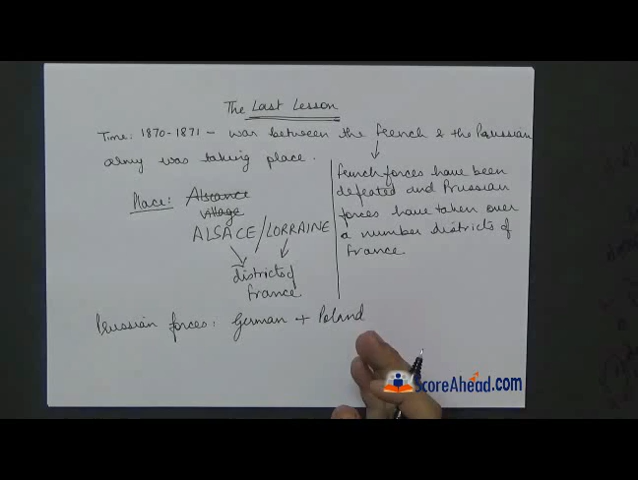 The Last Lesson
Time: 1870-1871 - war between the French & the Prussian
army was taking place.
Place: Alscance
Village
ALSACE/LORRAINE
districts of
france
French forces have been
defeated and Prussian
forces have taken over
a number districts of
france.
Prussian forces: German + Poland
ScoreAhead.com